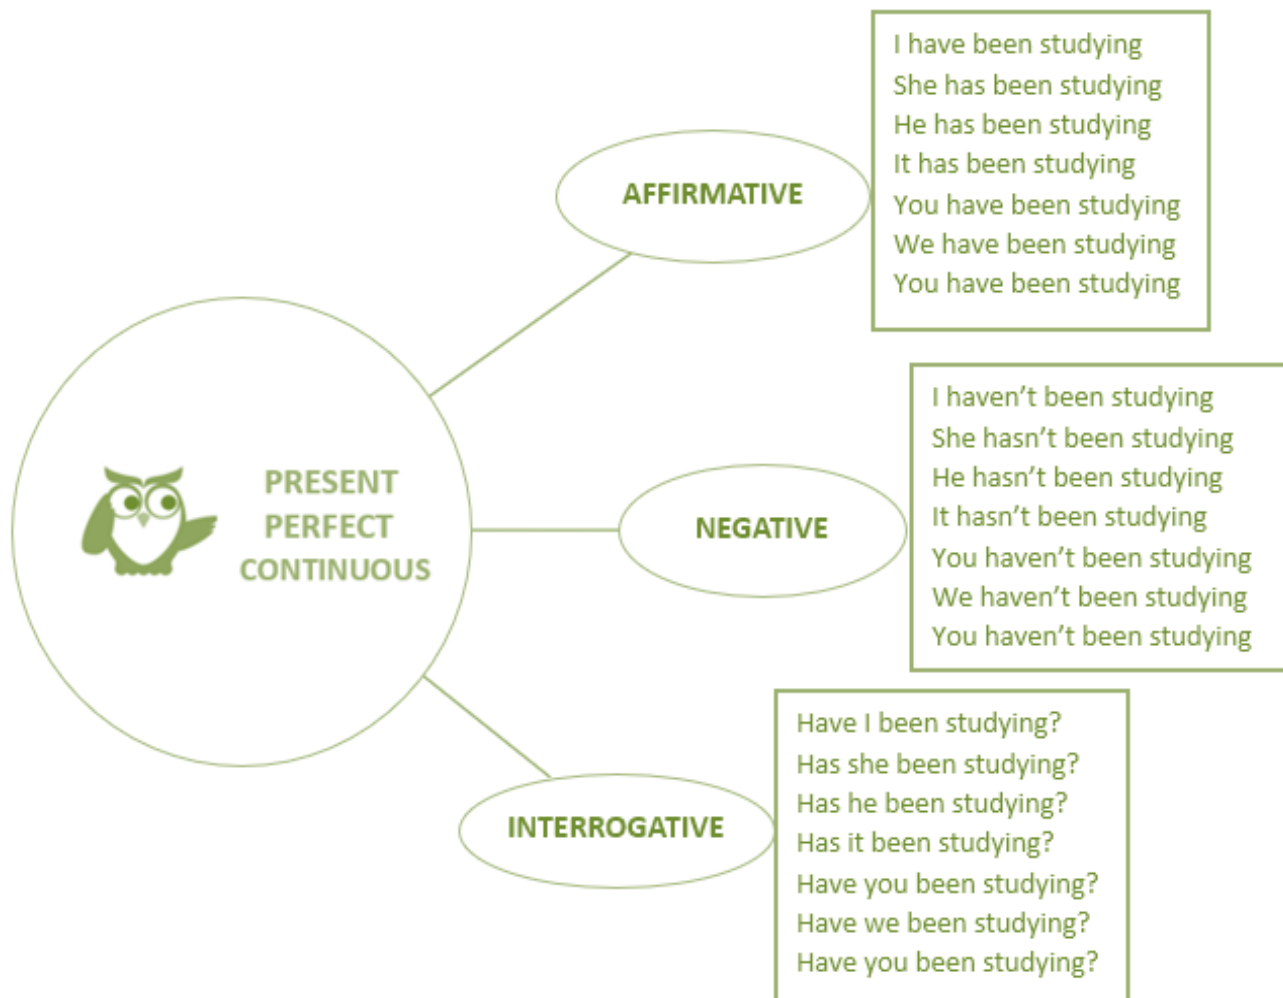 PRESENT
PERFECT
CONTINUOUS
AFFIRMATIVE
I have been studying
She has been studying
He has been studying
It has been studying
You have been studying
We have been studying
You have been studying
NEGATIVE
I haven’t been studying
She hasn’t been studying
He hasn’t been studying
It hasn’t been studying
You haven’t been studying
We haven’t been studying
You haven’t been studying
INTERROGATIVE
Have I been studying?
Has she been studying?
Has he been studying?
Has it been studying?
Have you been studying?
Have we been studying?
Have you been studying?